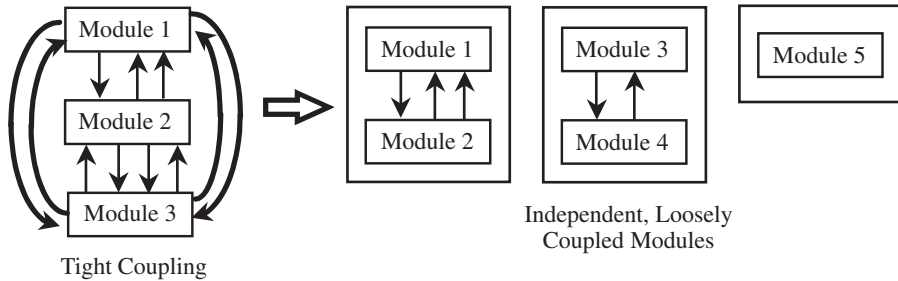 Module 1
Module 2
Module 3
Tight Coupling
Module 1
Module 2
Module 3
Module 4
Module 5
Independent, Loosely
Coupled Modules